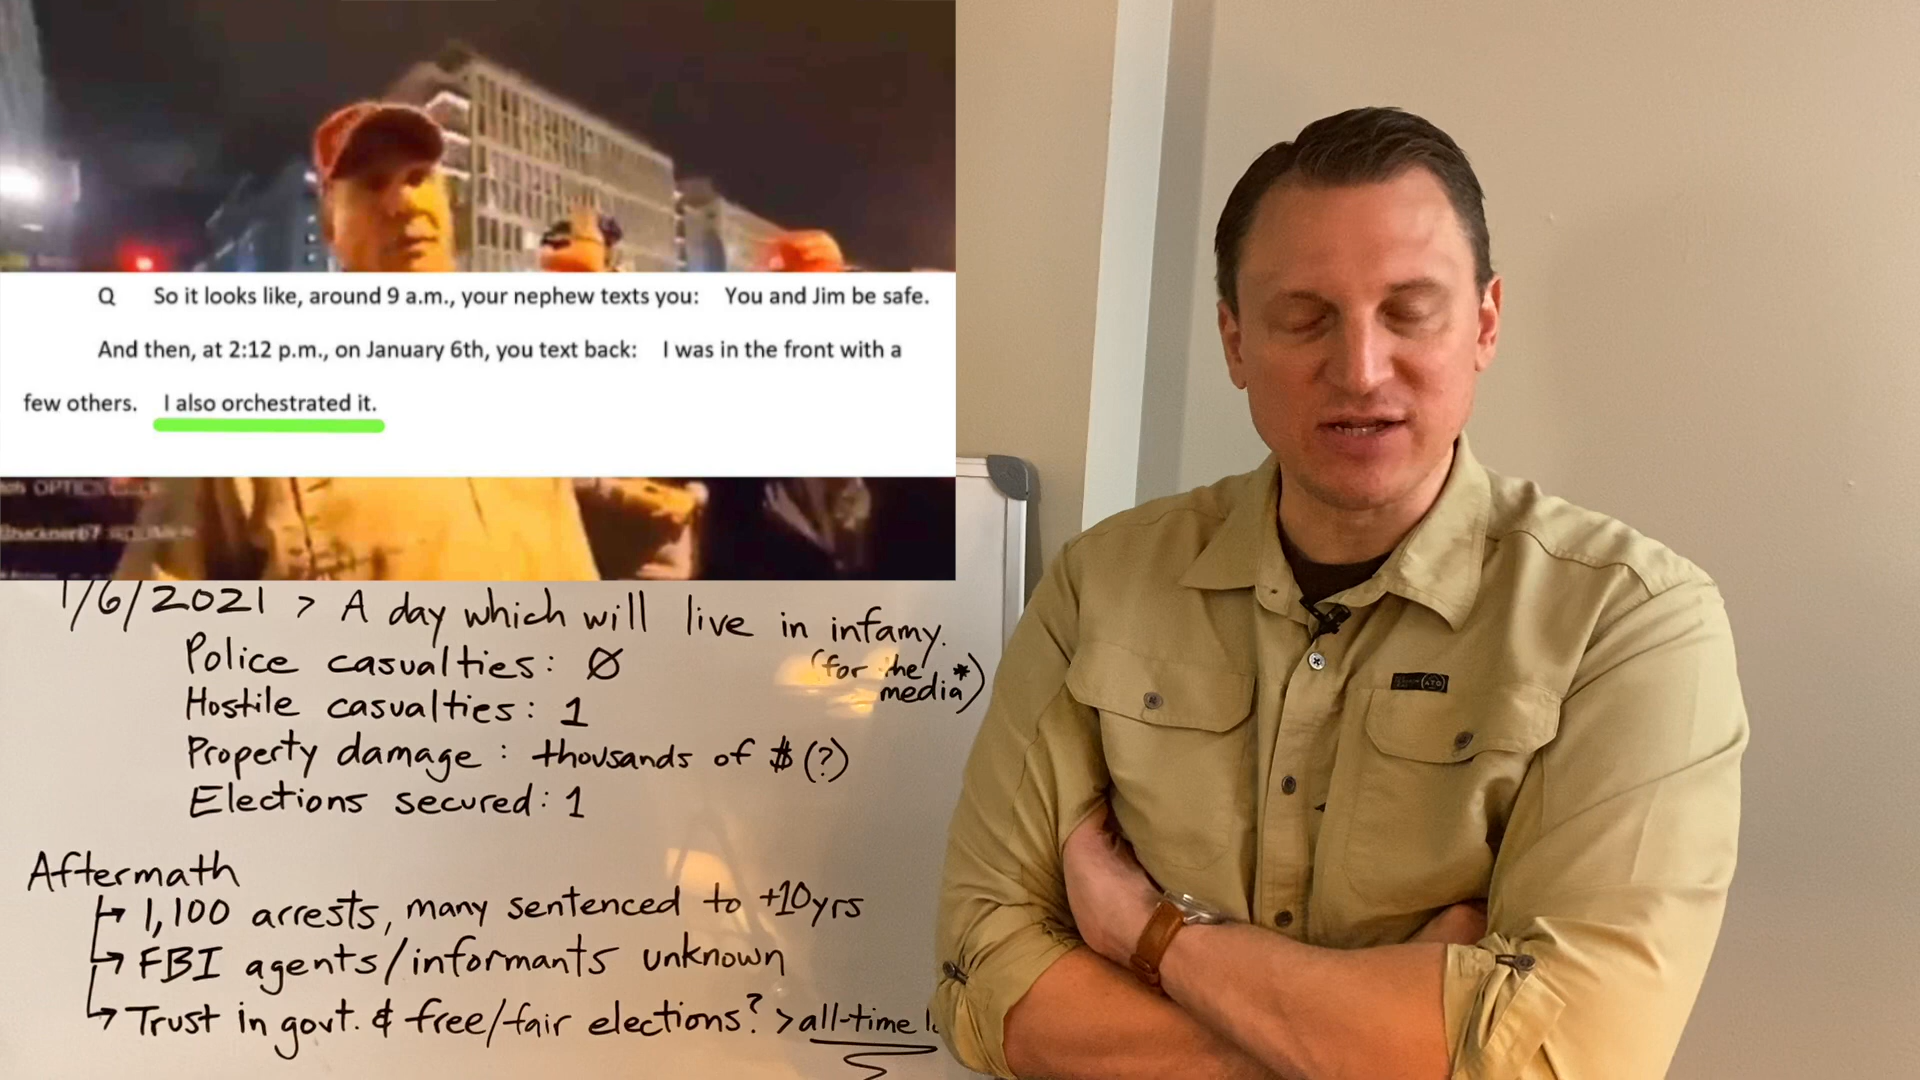 Q So it looks like, around 9 a.m., your nephew texts you: You and Jim be safe.
And then, at 2:12 p.m., on January 6th, you text back: I was in the front with a
few others. I also orchestrated it.
OPTICS
1/6/2021 > A day which will live in infamy.
(for the media*)
Police casualties: Ø
Hostile casualties: 1
Property damage: thousands of $(?)
Elections secured: 1
Aftermath
↳ 1,100 arrests, many sentenced to +10yrs
↳ FBI agents/informants unknown
↳ Trust in govt. & free/fair elections? > all-time